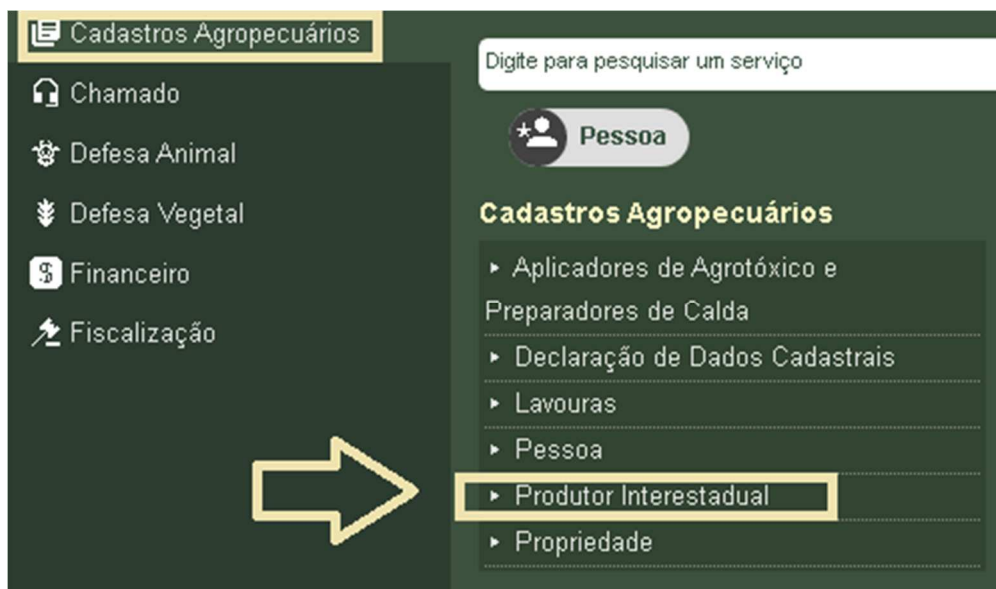 Cadastros Agropecuários
Chamado
Defesa Animal
Defesa Vegetal
Financeiro
Fiscalização
Digite para pesquisar um serviço
Pessoa
Cadastros Agropecuários
Aplicadores de Agrotóxico e
Preparadores de Calda
Declaração de Dados Cadastrais
Lavouras
Pessoa
Produtor Interestadual
Propriedade